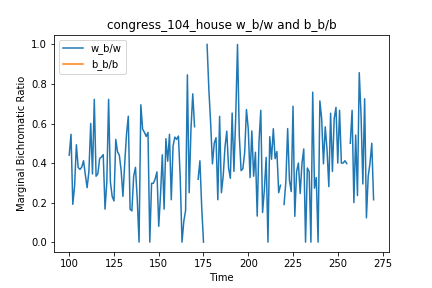 congress_104_house w_b/w and b_b/b
w_b/w
b_b/b
Marginal Bichromatic Ratio
1.0
0.8
0.6
0.4
0.2
0.0
100 125 150 175 200 225 250 275
Time